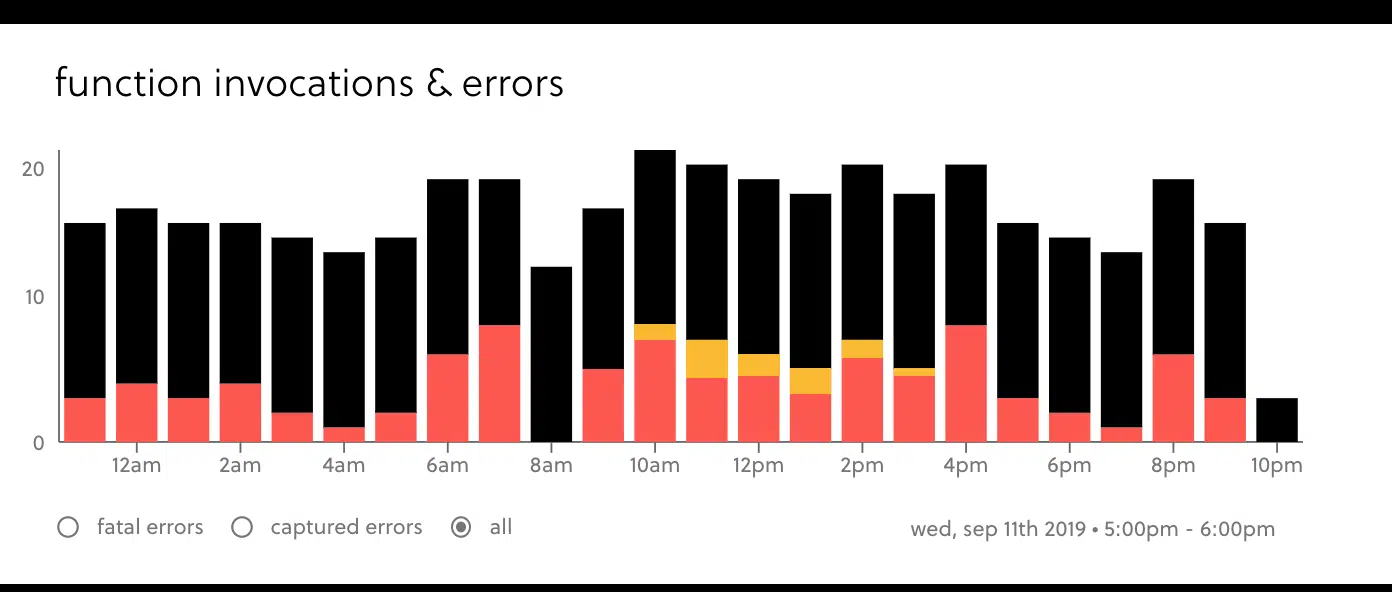 function invocations & errors
20
10
0
12am 2am 4am 6am 8am 10am 12pm 2pm 4pm 6pm 8pm 10pm
fatal errors captured errors all wed, sep 11th 2019 • 5:00pm - 6:00pm